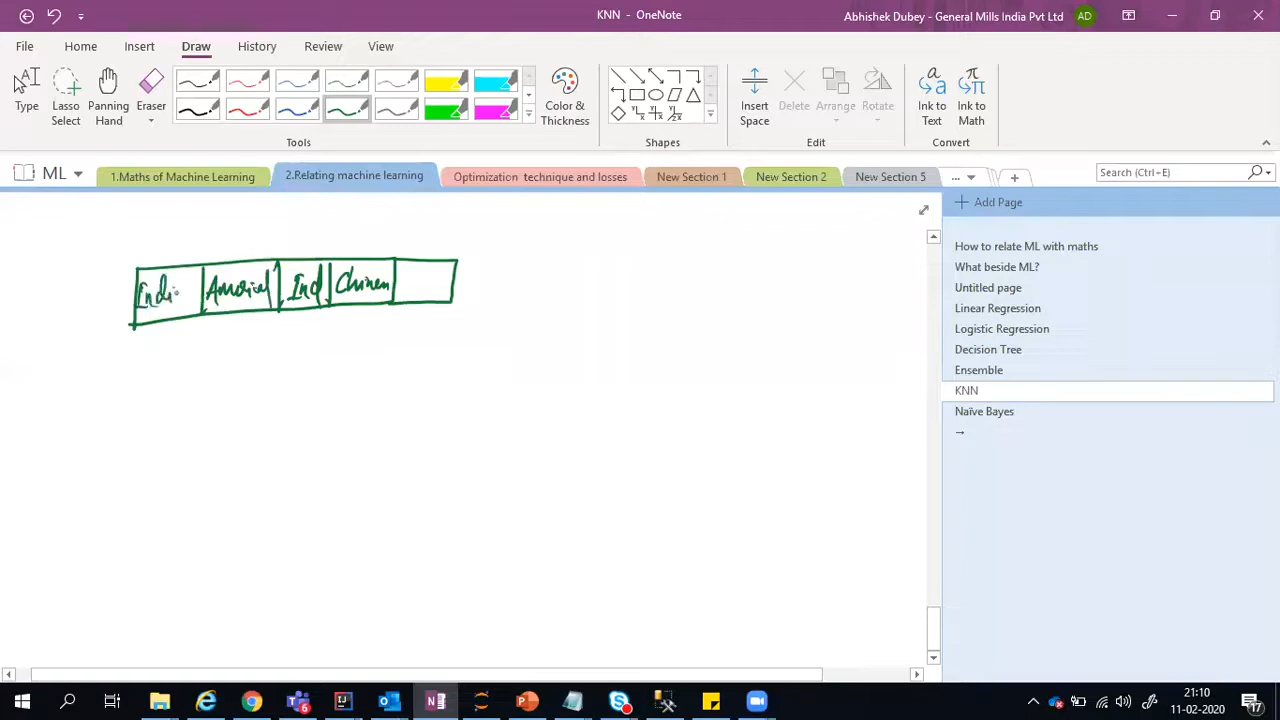 KNN - OneNote
Abhishek Dubey - General Mills India Pvt Ltd AD
File Home Insert Draw History Review View
Type Lasso Select Panning Hand Eraser Color & Thickness Insert Space Delete Arrange Rotate Ink to Text Ink to Math
Tools Shapes Edit Convert
ML 1.Maths of Machine Learning 2.Relating machine learning Optimization technique and losses New Section 1 New Section 2 New Section 5 ... Search (Ctrl+E)
Add Page
How to relate ML with maths
What beside ML?
Untitled page
Linear Regression
Logistic Regression
Decision Tree
Ensemble
KNN
Naïve Bayes
→
Indi Ind Chinen
21:10
11-02-2020
17